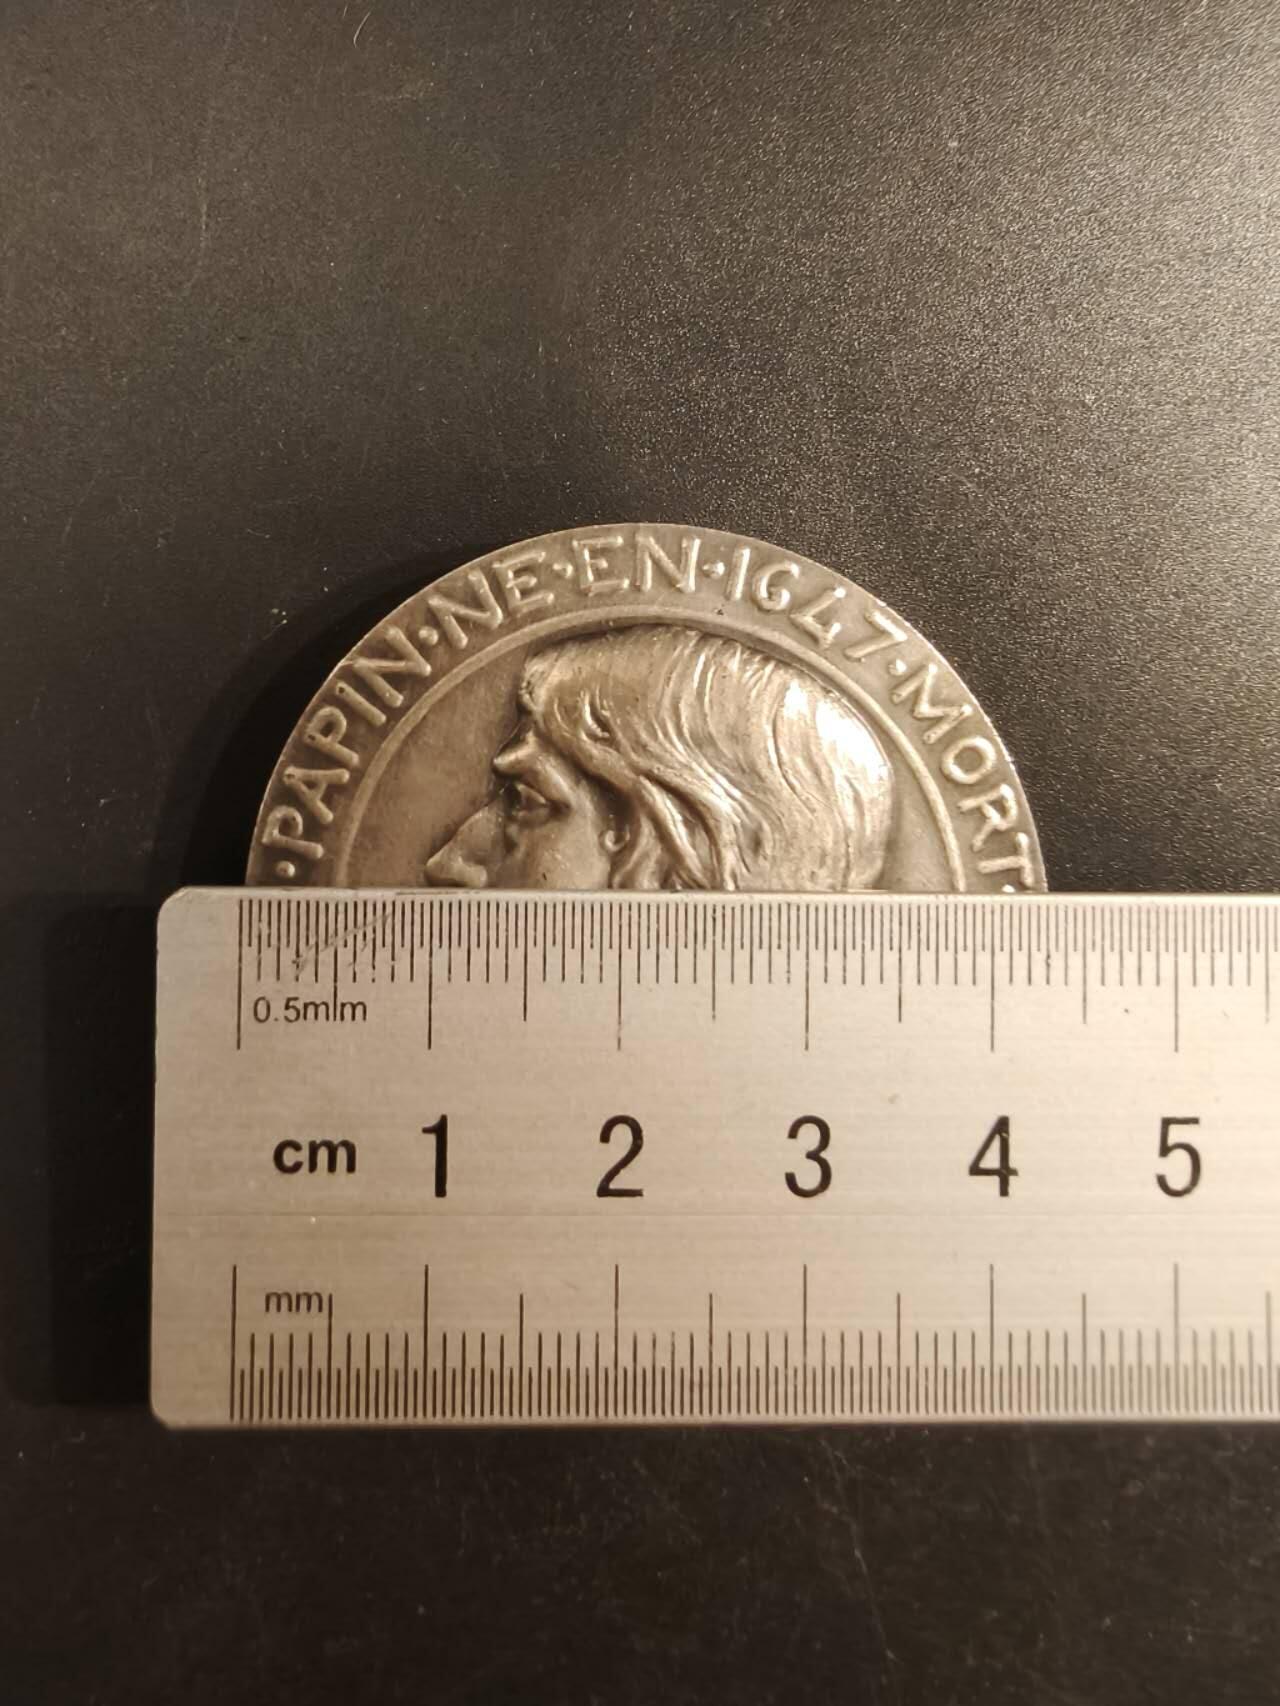 ·PAPIN·NE·EN·1647·MORT·
0.5mm
cm 1 2 3 4 5
mm